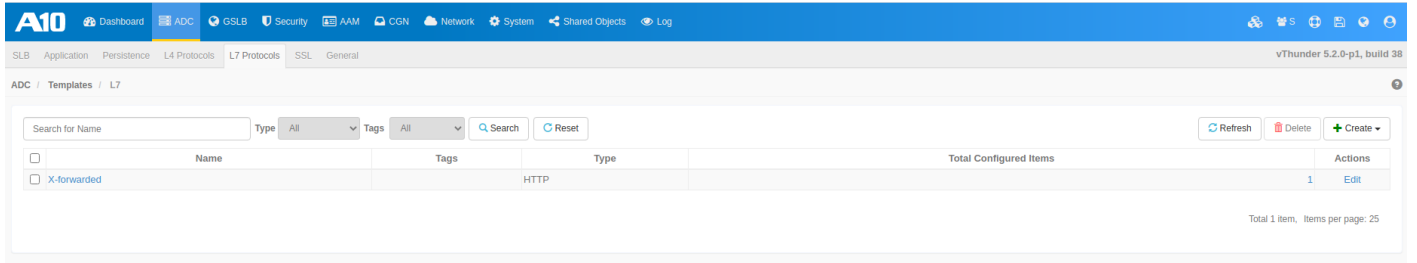 A10 Dashboard ADC GSLB Security AAM CGN Network System Shared Objects Log S
SLB Application Persistence L4 Protocols L7 Protocols SSL General vThunder 5.2.0-p1, build 38
ADC / Templates / L7
Search for Name Type All Tags All Search Reset Refresh Delete Create
Name Tags Type Total Configured Items Actions
X-forwarded HTTP 1 Edit
Total 1 item, Items per page: 25